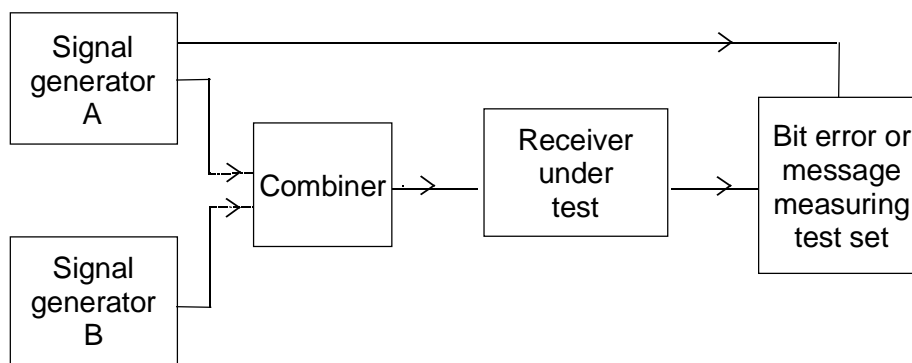 Signal
generator
A
Combiner
Receiver
under
test
Bit error or
message
measuring
test set
Signal
generator
B